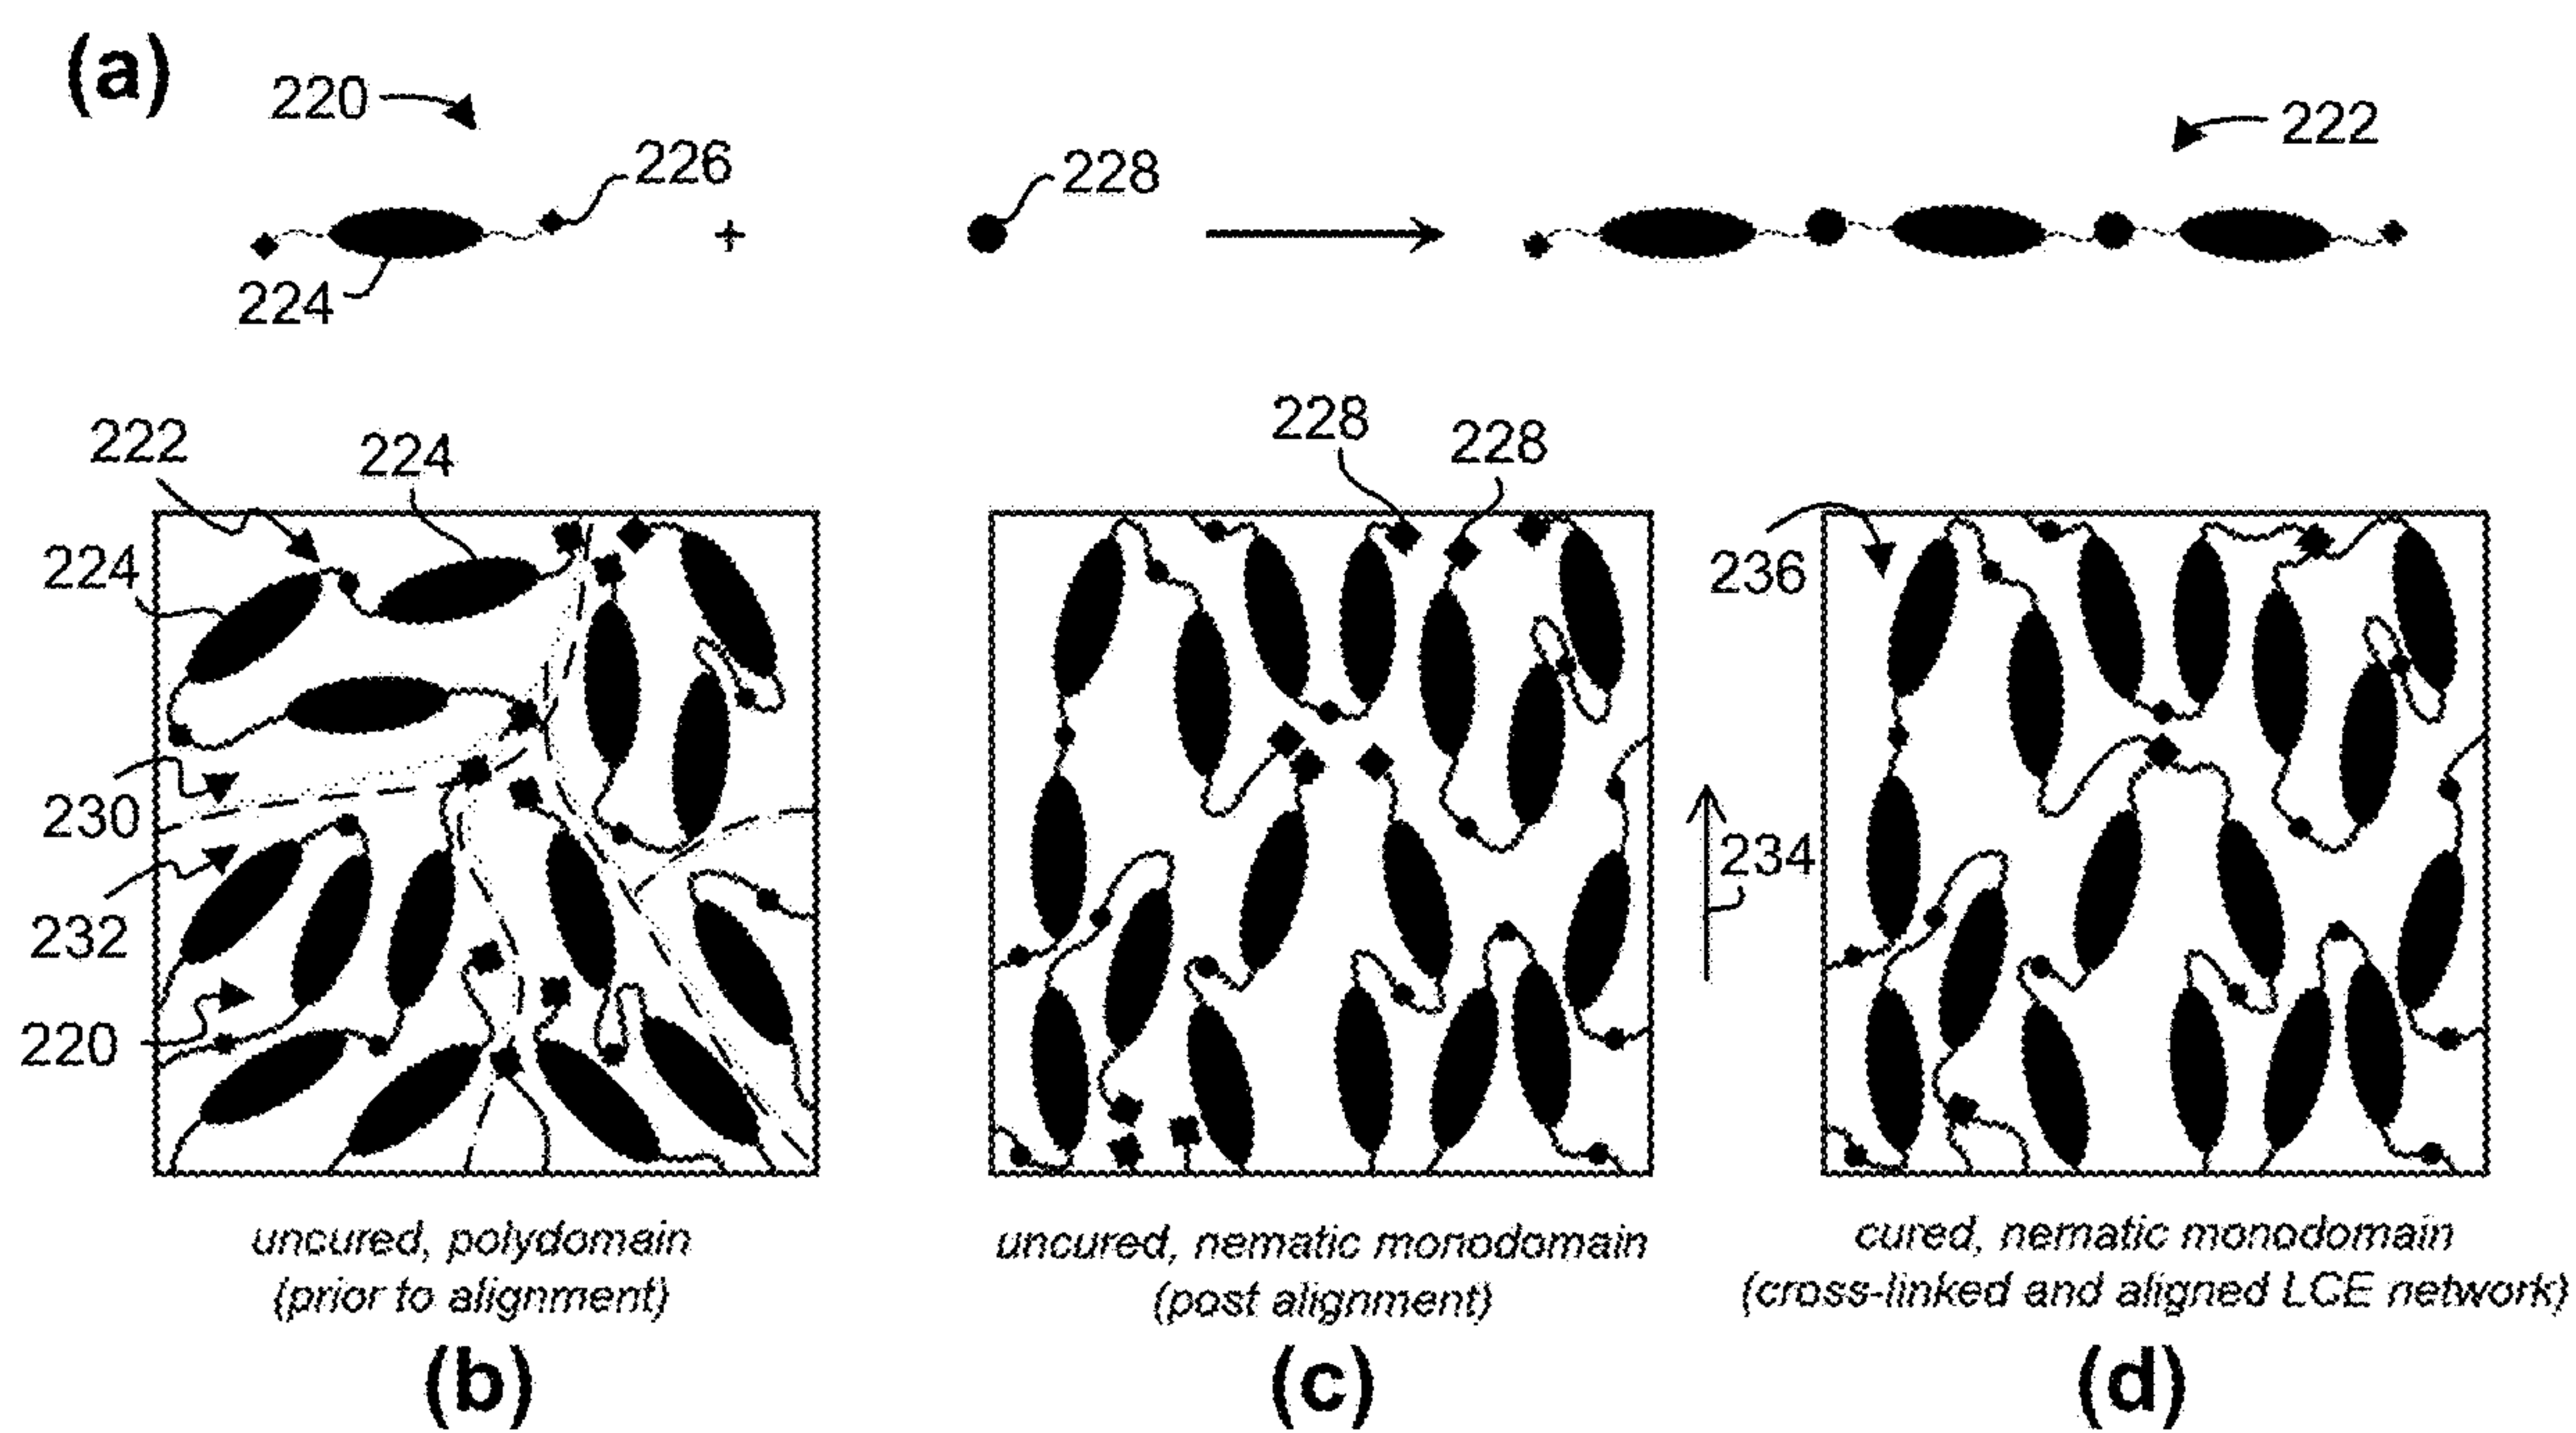 (a)
220
226
+
228
222
224
222
224
224
230
232
220
228
228
234
236
uncured, polydomain
(prior to alignment)
(b)
uncured, nematic monodomain
(post alignment)
(c)
cured, nematic monodomain
(cross-linked and aligned LCE network)
(d)